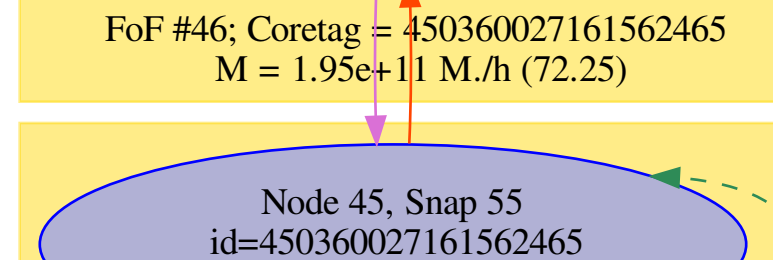 FoF #46; Coretag = 450360027161562465
M = 1.95e+11 M./h (72.25)
Node 45, Snap 55
id=450360027161562465